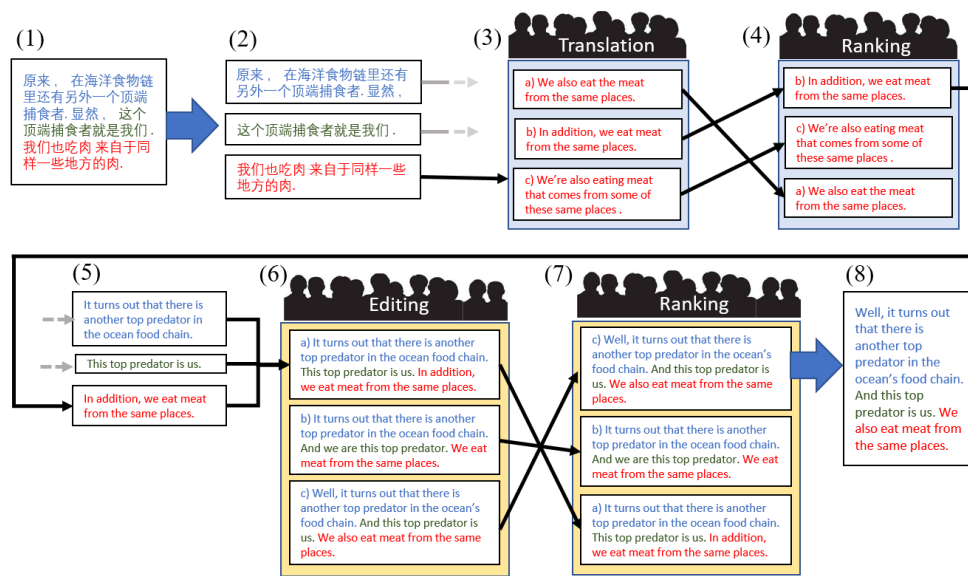 (1)
原来， 在海洋食物链
里还有另外一个顶端
捕食者. 显然， 这个
顶端捕食者就是我们 .
我们也吃肉 来自于同
样一些地方的肉.
(2)
原来， 在海洋食物链里还有
另外一个顶端捕食者. 显然，
这个顶端捕食者就是我们 .
我们也吃肉 来自于同样一些
地方的肉.
(3)
Translation
a) We also eat the meat
from the same places.
b) In addition, we eat meat
from the same places.
c) We're also eating meat
that comes from some of
these same places .
(4)
Ranking
b) In addition, we eat meat
from the same places.
c) We're also eating meat
that comes from some of
these same places .
a) We also eat the meat
from the same places.
(5)
It turns out that there is
another top predator in
the ocean food chain.
This top predator is us.
In addition, we eat meat
from the same places.
(6)
Editing
a) It turns out that there is another
top predator in the ocean food chain.
This top predator is us. In addition,
we eat meat from the same places.
b) It turns out that there is another
top predator in the ocean food chain.
And we are this top predator. We eat
meat from the same places.
c) Well, it turns out that there is
another top predator in the ocean's
food chain. And this top predator is
us. We also eat meat from the same
places.
(7)
Ranking
c) Well, it turns out that there is
another top predator in the ocean's
food chain. And this top predator is
us. We also eat meat from the same
places.
b) It turns out that there is another
top predator in the ocean food chain.
And we are this top predator. We eat
meat from the same places.
a) It turns out that there is another
top predator in the ocean food chain.
This top predator is us. In addition,
we eat meat from the same places.
(8)
Well, it turns out
that there is
another top
predator in the
ocean's food chain.
And this top
predator is us. We
also eat meat from
the same places.